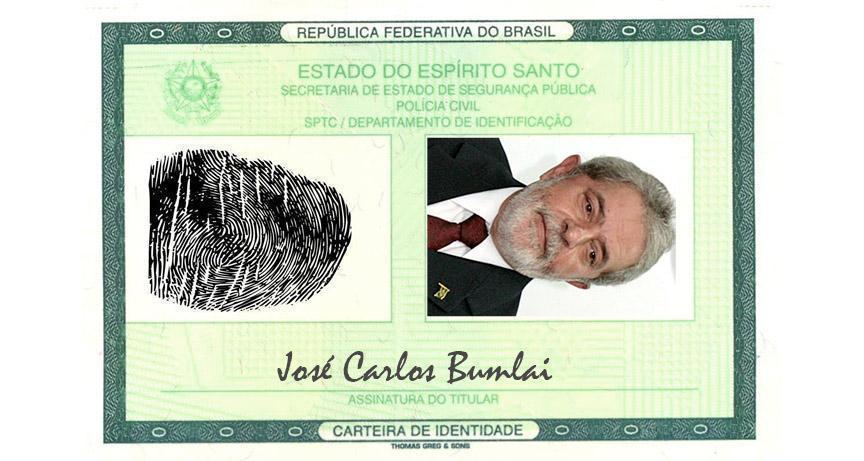 REPÚBLICA FEDERATIVA DO BRASIL
ESTADO DO ESPÍRITO SANTO
SECRETARIA DE ESTADO DE SEGURANÇA PÚBLICA
POLÍCIA CIVIL
SPTC / DEPARTAMENTO DE IDENTIFICAÇÃO
José Carlos Bumlai
ASSINATURA DO TITULAR
CARTEIRA DE IDENTIDADE
THOMAS GREG & SONS